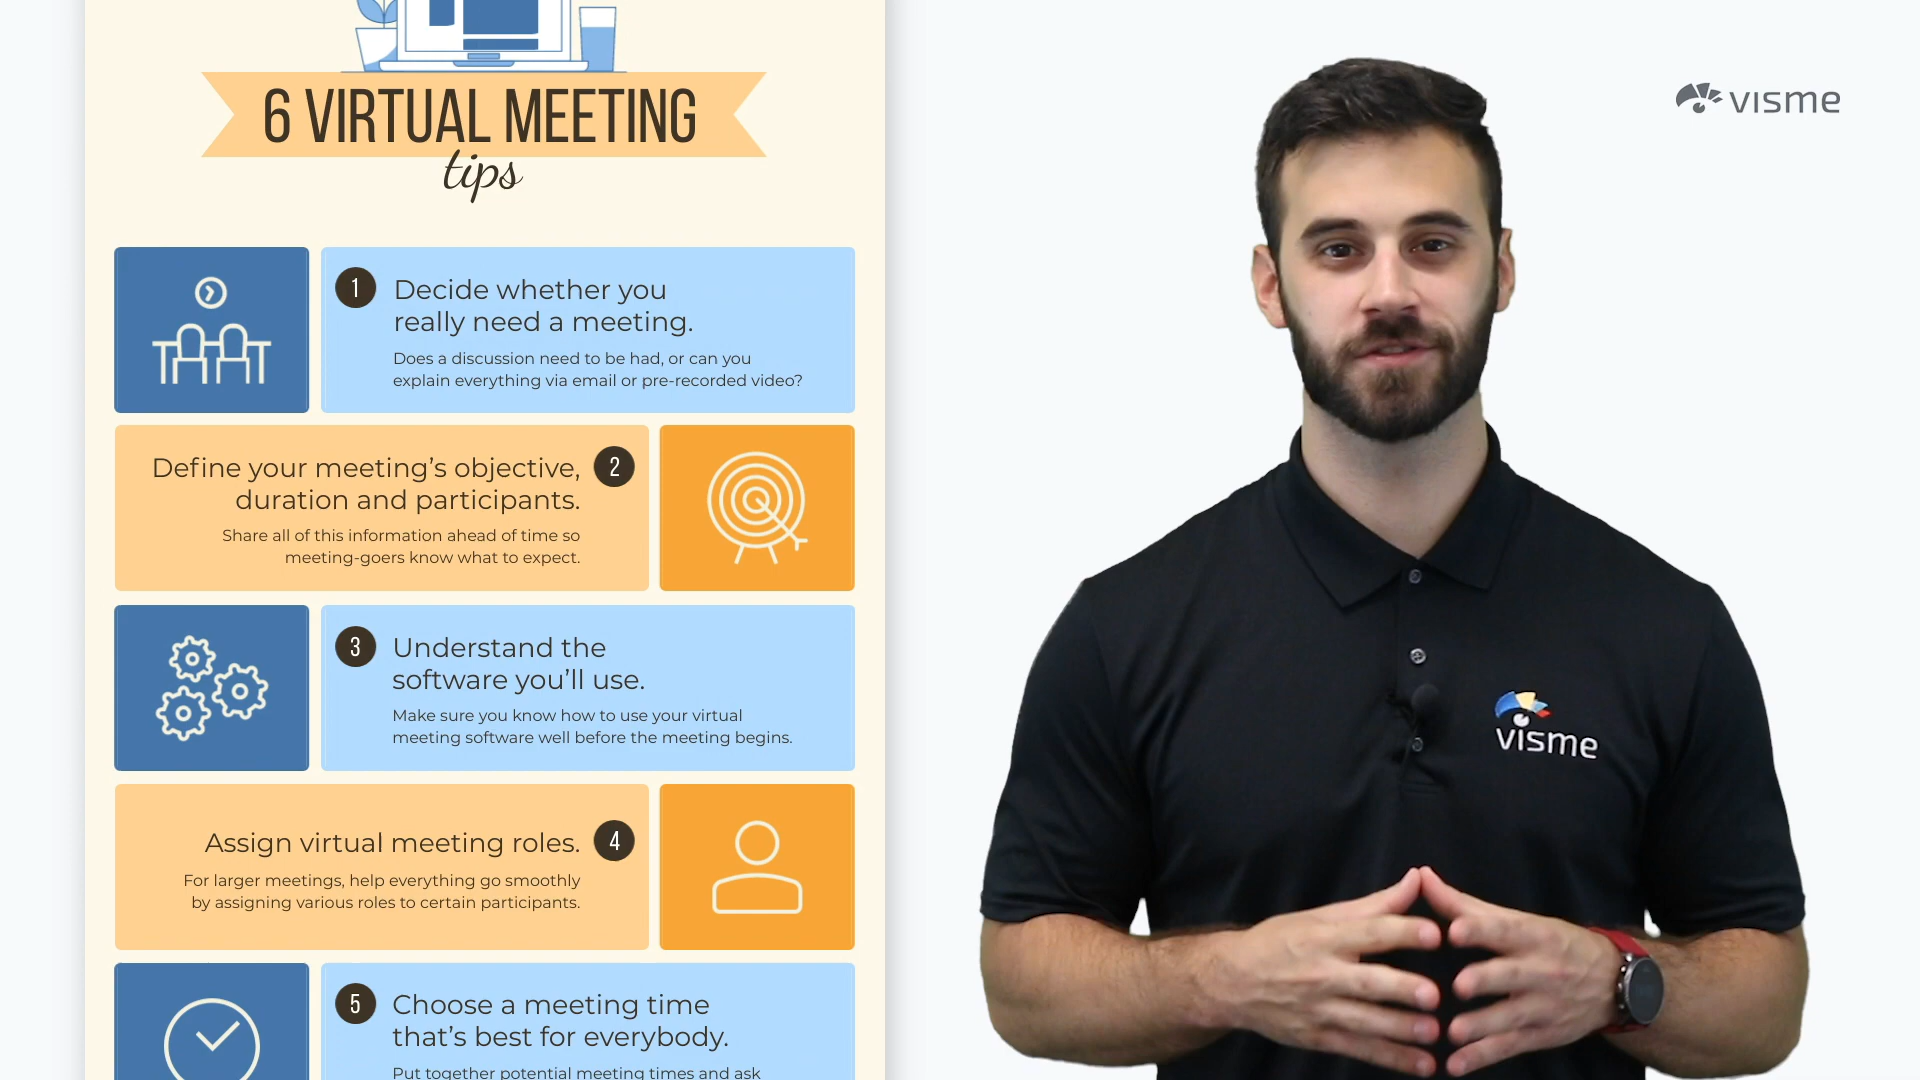 6 VIRTUAL MEETING
tips
1
Decide whether you
really need a meeting.
Does a discussion need to be had, or can you
explain everything via email or pre-recorded video?
Define your meeting’s objective,
duration and participants.
2
Share all of this information ahead of time so
meeting-goers know what to expect.
3
Understand the
software you’ll use.
Make sure you know how to use your virtual
meeting software well before the meeting begins.
Assign virtual meeting roles.
4
For larger meetings, help everything go smoothly
by assigning various roles to certain participants.
5
Choose a meeting time
that’s best for everybody.
Put together potential meeting times and ask
visme
visme